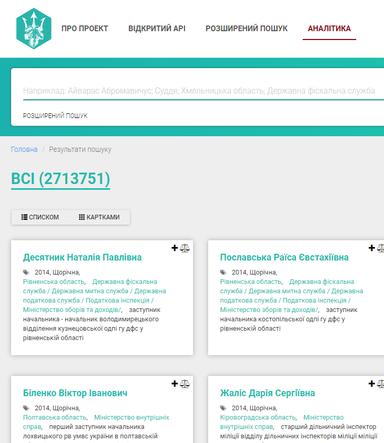 ПРО ПРОЕКТ ВІДКРИТИЙ АРІ РОЗШИРЕНИЙ ПОШУК АНАЛІТИКА
Наприклад: Айварас Абромавичус; Суддя, Хмельницька область; Державна фіскальна служба
РОЗШИРЕНИЙ ПОШУК
Головна / Результати пошуку
ВСІ (2713751)
СПИСКОМ КАРТКАМИ
Десятник Наталія Павлівна
2014, Щорічна,
Рівненська область, Державна фіскальна
служба / Державна митна служба / Державна
податкова служба / Податкова інспекція /
Міністерство зборів та доходів/, заступник
начальника - начальник володимирецького
відділення кузнецовської одпі гу дфс у
рівненській області
Пославська Раїса Євстахіївна
2014, Щорічна,
Рівненська область, Державна фіскальна
служба / Державна митна служба / Державна
податкова служба / Податкова інспекція /
Міністерство зборів та доходів/, заступник
начальника костопільської одпі гу дфс у
рівненській області
Біленко Віктор Іванович
2014, Щорічна,
Полтавська область, Міністерство внутрішніх
справ, перший заступник начальника
лохвицького рв умвс україни в полтавській
Жаліс Дарія Сергіївна
2014, Щорічна,
Кіровоградська область, Міністерство
внутрішніх справ, старший дільничний інспектор
міліції відділу дільничних інспекторів міліції міліції